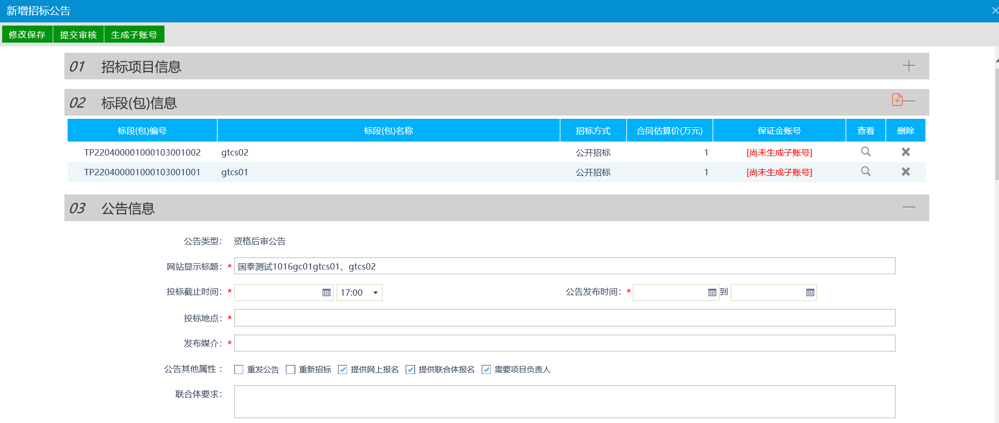 新增招标公告
修改保存 提交审核 生成子账号
01 招标项目信息
02 标段(包)信息
标段(包)编号 标段(包)名称 招标方式 合同估算价(万元) 保证金账号 查看 删除
TP220400001000103001002 gtcs02 公开招标 1 [尚未生成子账号]
TP220400001000103001001 gtcs01 公开招标 1 [尚未生成子账号]
03 公告信息
公告类型： 资格后审公告
网站显示标题：* 国泰测试1016gc01gtcs01、gtcs02
投标截止时间：* 17:00 公告发布时间：* 到
投标地点：*
发布媒介：*
公告其他属性： 重发公告 重新招标 提供网上报名 提供联合体报名 需要项目负责人
联合体要求：